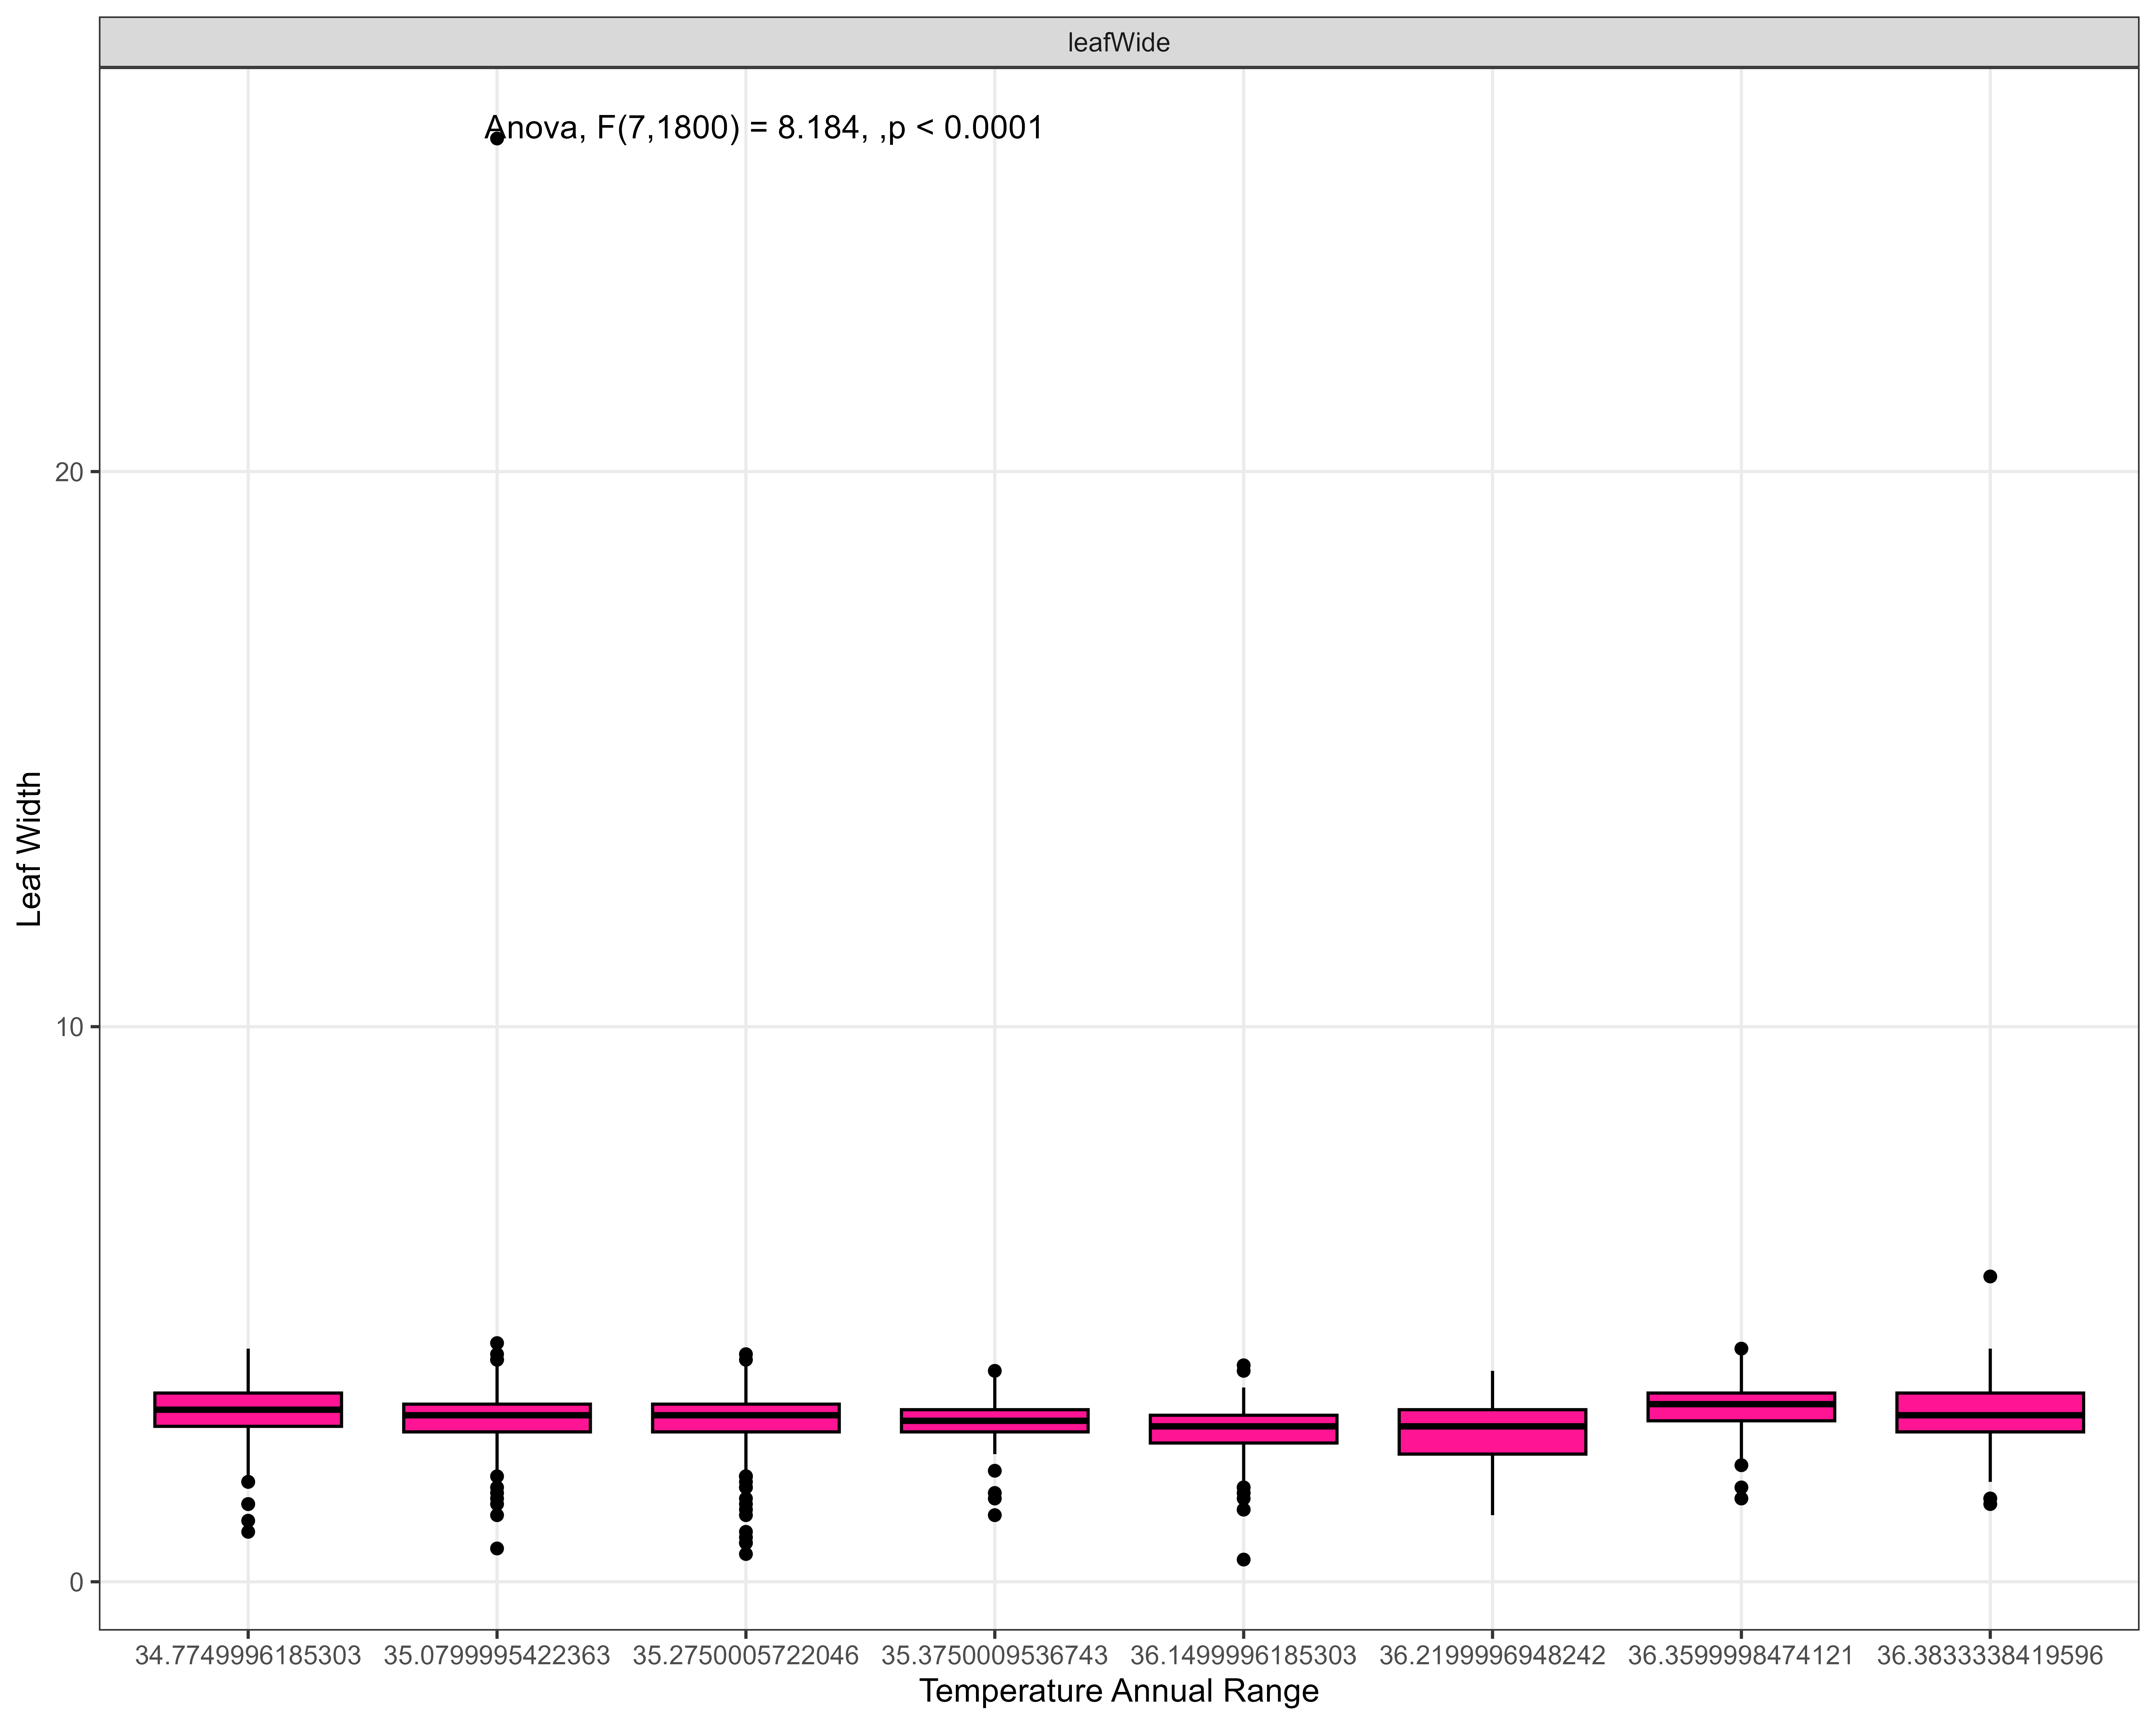 leafWide
Anova, F(7,1800) = 8.184, ,p < 0.0001
20
10
0
Leaf Width
34.7749996185303 35.0799995422363 35.2750005722046 35.3750009536743 36.1499996185303 36.2199996948242 36.3599998474121 36.3833338419596
Temperature Annual Range